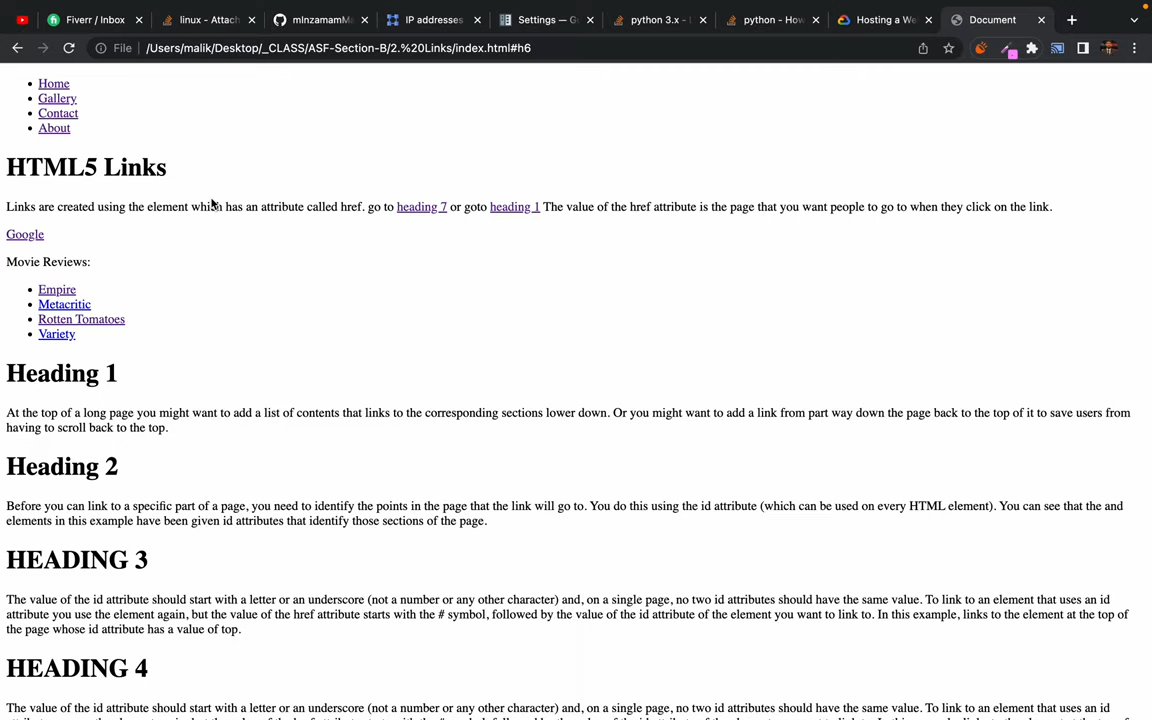 Fiverr / Inbox
linux - Attach
IP addresses
Settings — G
python 3.x -
python - How
Hosting a We
Document
File
/Users/malik/Desktop/_CLASS/ASF-Section-B/2.%20Links/index.html#h6
Home
Gallery
Contact
About
HTML5 Links
Links are created using the element which has an attribute called href. go to heading 7 or goto heading 1 The value of the href attribute is the page that you want people to go to when they click on the link.
Google
Movie Reviews:
Empire
Metacritic
Rotten Tomatoes
Variety
Heading 1
At the top of a long page you might want to add a list of contents that links to the corresponding sections lower down. Or you might want to add a link from part way down the page back to the top of it to save users from
having to scroll back to the top.
Heading 2
Before you can link to a specific part of a page, you need to identify the points in the page that the link will go to. You do this using the id attribute (which can be used on every HTML element). You can see that the and
elements in this example have been given id attributes that identify those sections of the page.
HEADING 3
The value of the id attribute should start with a letter or an underscore (not a number or any other character) and, on a single page, no two id attributes should have the same value. To link to an element that uses an id
attribute you use the element again, but the value of the href attribute starts with the # symbol, followed by the value of the id attribute of the element you want to link to. In this example, links to the element at the top of
the page whose id attribute has a value of top.
HEADING 4
The value of the id attribute should start with a letter or an underscore (not a number or any other character) and, on a single page, no two id attributes should have the same value. To link to an element that uses an id